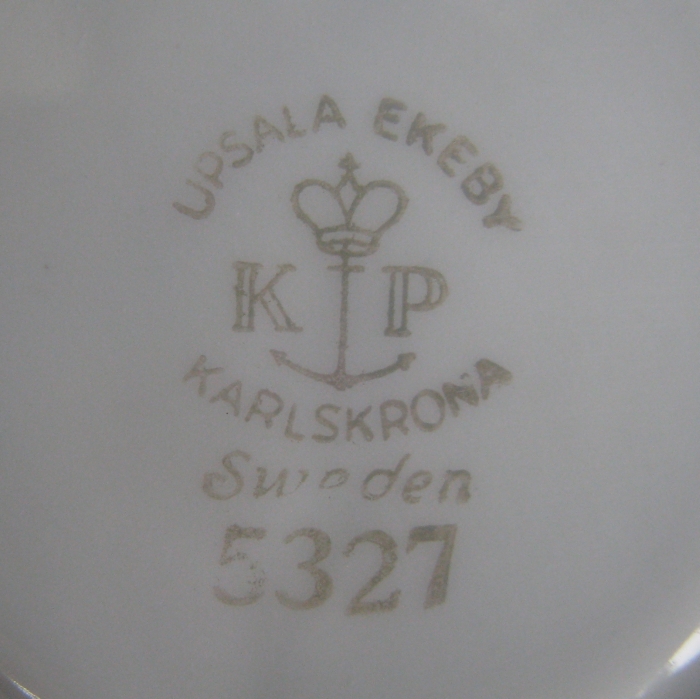 UPSALA EKEBY
K P
KARLSKRONA
Sweden
5327